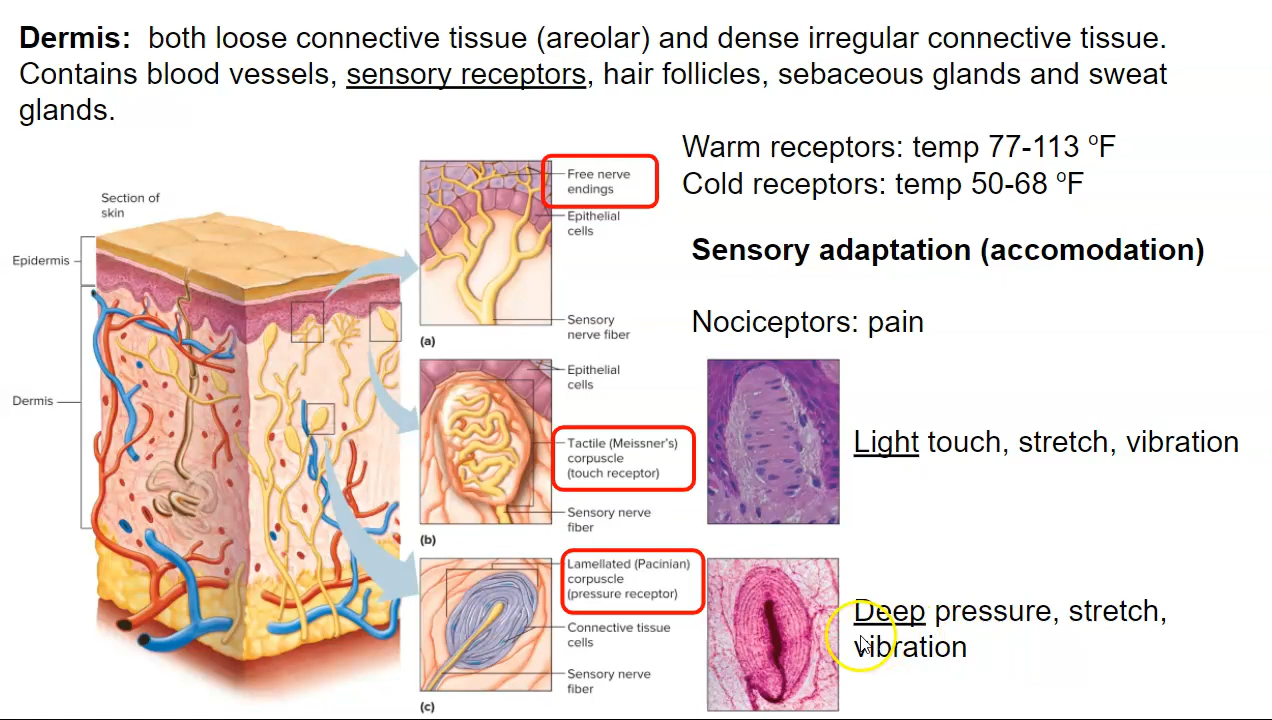 Dermis: both loose connective tissue (areolar) and dense irregular connective tissue.
Contains blood vessels, sensory receptors, hair follicles, sebaceous glands and sweat
glands.
Warm receptors: temp 77-113 ºF
Cold receptors: temp 50-68 ºF
Sensory adaptation (accomodation)
Nociceptors: pain
Section of
skin
Epidermis
Dermis
Free nerve
endings
Epithelial
cells
Sensory
nerve fiber
(a)
Epithelial
cells
Tactile (Meissner's)
corpuscle
(touch receptor)
Sensory nerve
fiber
(b)
Light touch, stretch, vibration
Lamellated (Pacinian)
corpuscle
(pressure receptor)
Connective tissue
cells
Sensory nerve
fiber
(c)
Deep pressure, stretch,
vibration